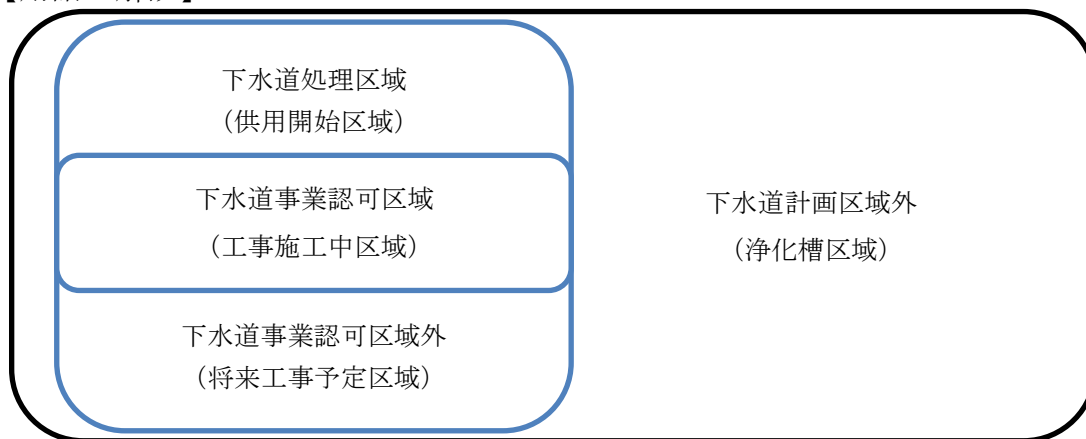 下水道処理区域
（供用開始区域）
下水道事業認可区域
（工事施工中区域）
下水道計画区域外
（浄化槽区域）
下水道事業認可区域外
（将来工事予定区域）